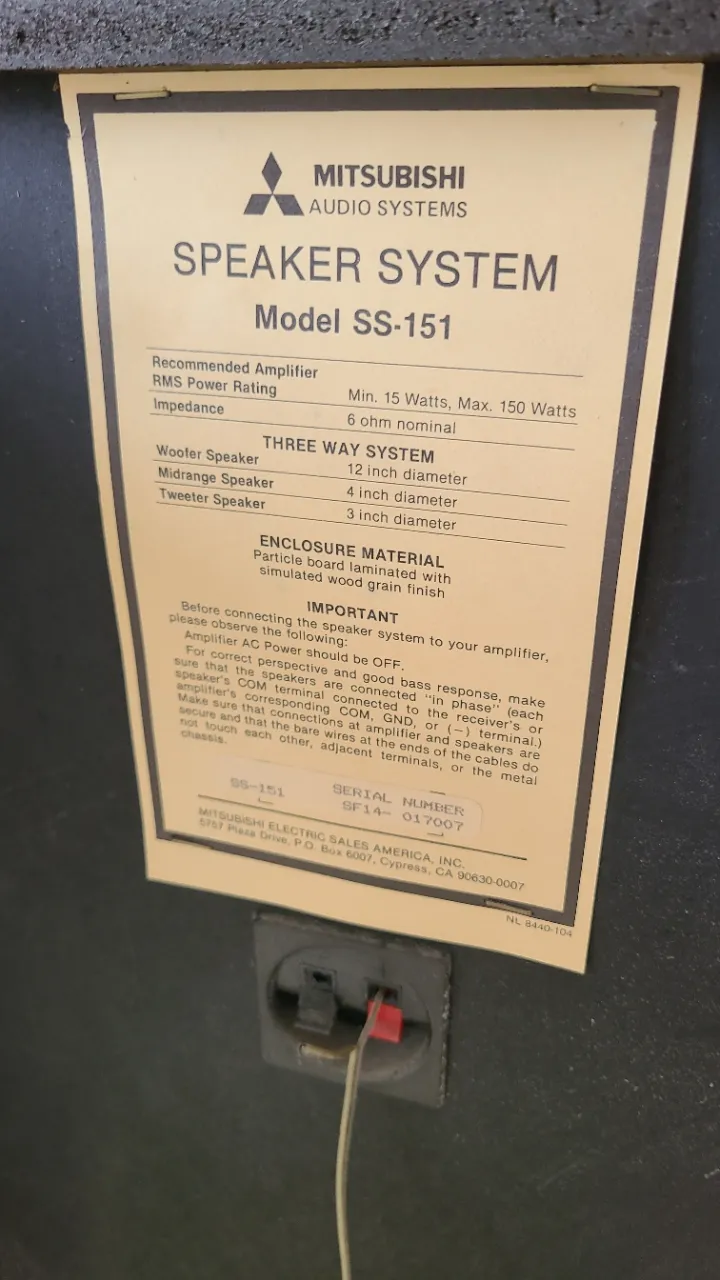 MITSUBISHI
AUDIO SYSTEMS
SPEAKER SYSTEM
Model SS-151
Recommended Amplifier
RMS Power Rating Min. 15 Watts, Max. 150 Watts
Impedance 6 ohm nominal
THREE WAY SYSTEM
Woofer Speaker 12 inch diameter
Midrange Speaker 4 inch diameter
Tweeter Speaker 3 inch diameter
ENCLOSURE MATERIAL
Particle board laminated with
simulated wood grain finish
IMPORTANT
Before connecting the speaker system to your amplifier,
please observe the following:
Amplifier AC Power should be OFF.
For correct perspective and good bass response, make
sure that the speakers are connected "in phase" (each
speaker's COM terminal connected to the receiver's or
amplifier's corresponding COM, GND, or (−) terminal.)
Make sure that connections at amplifier and speakers are
secure and that the bare wires at the ends of the cables do
not touch each other, adjacent terminals, or the metal
chassis.
SS-151 SERIAL NUMBER
SF14- 017007
MITSUBISHI ELECTRIC SALES AMERICA, INC.
5757 Plaza Drive, P.O. Box 6007, Cypress, CA 90630-0007
NL-8440-104